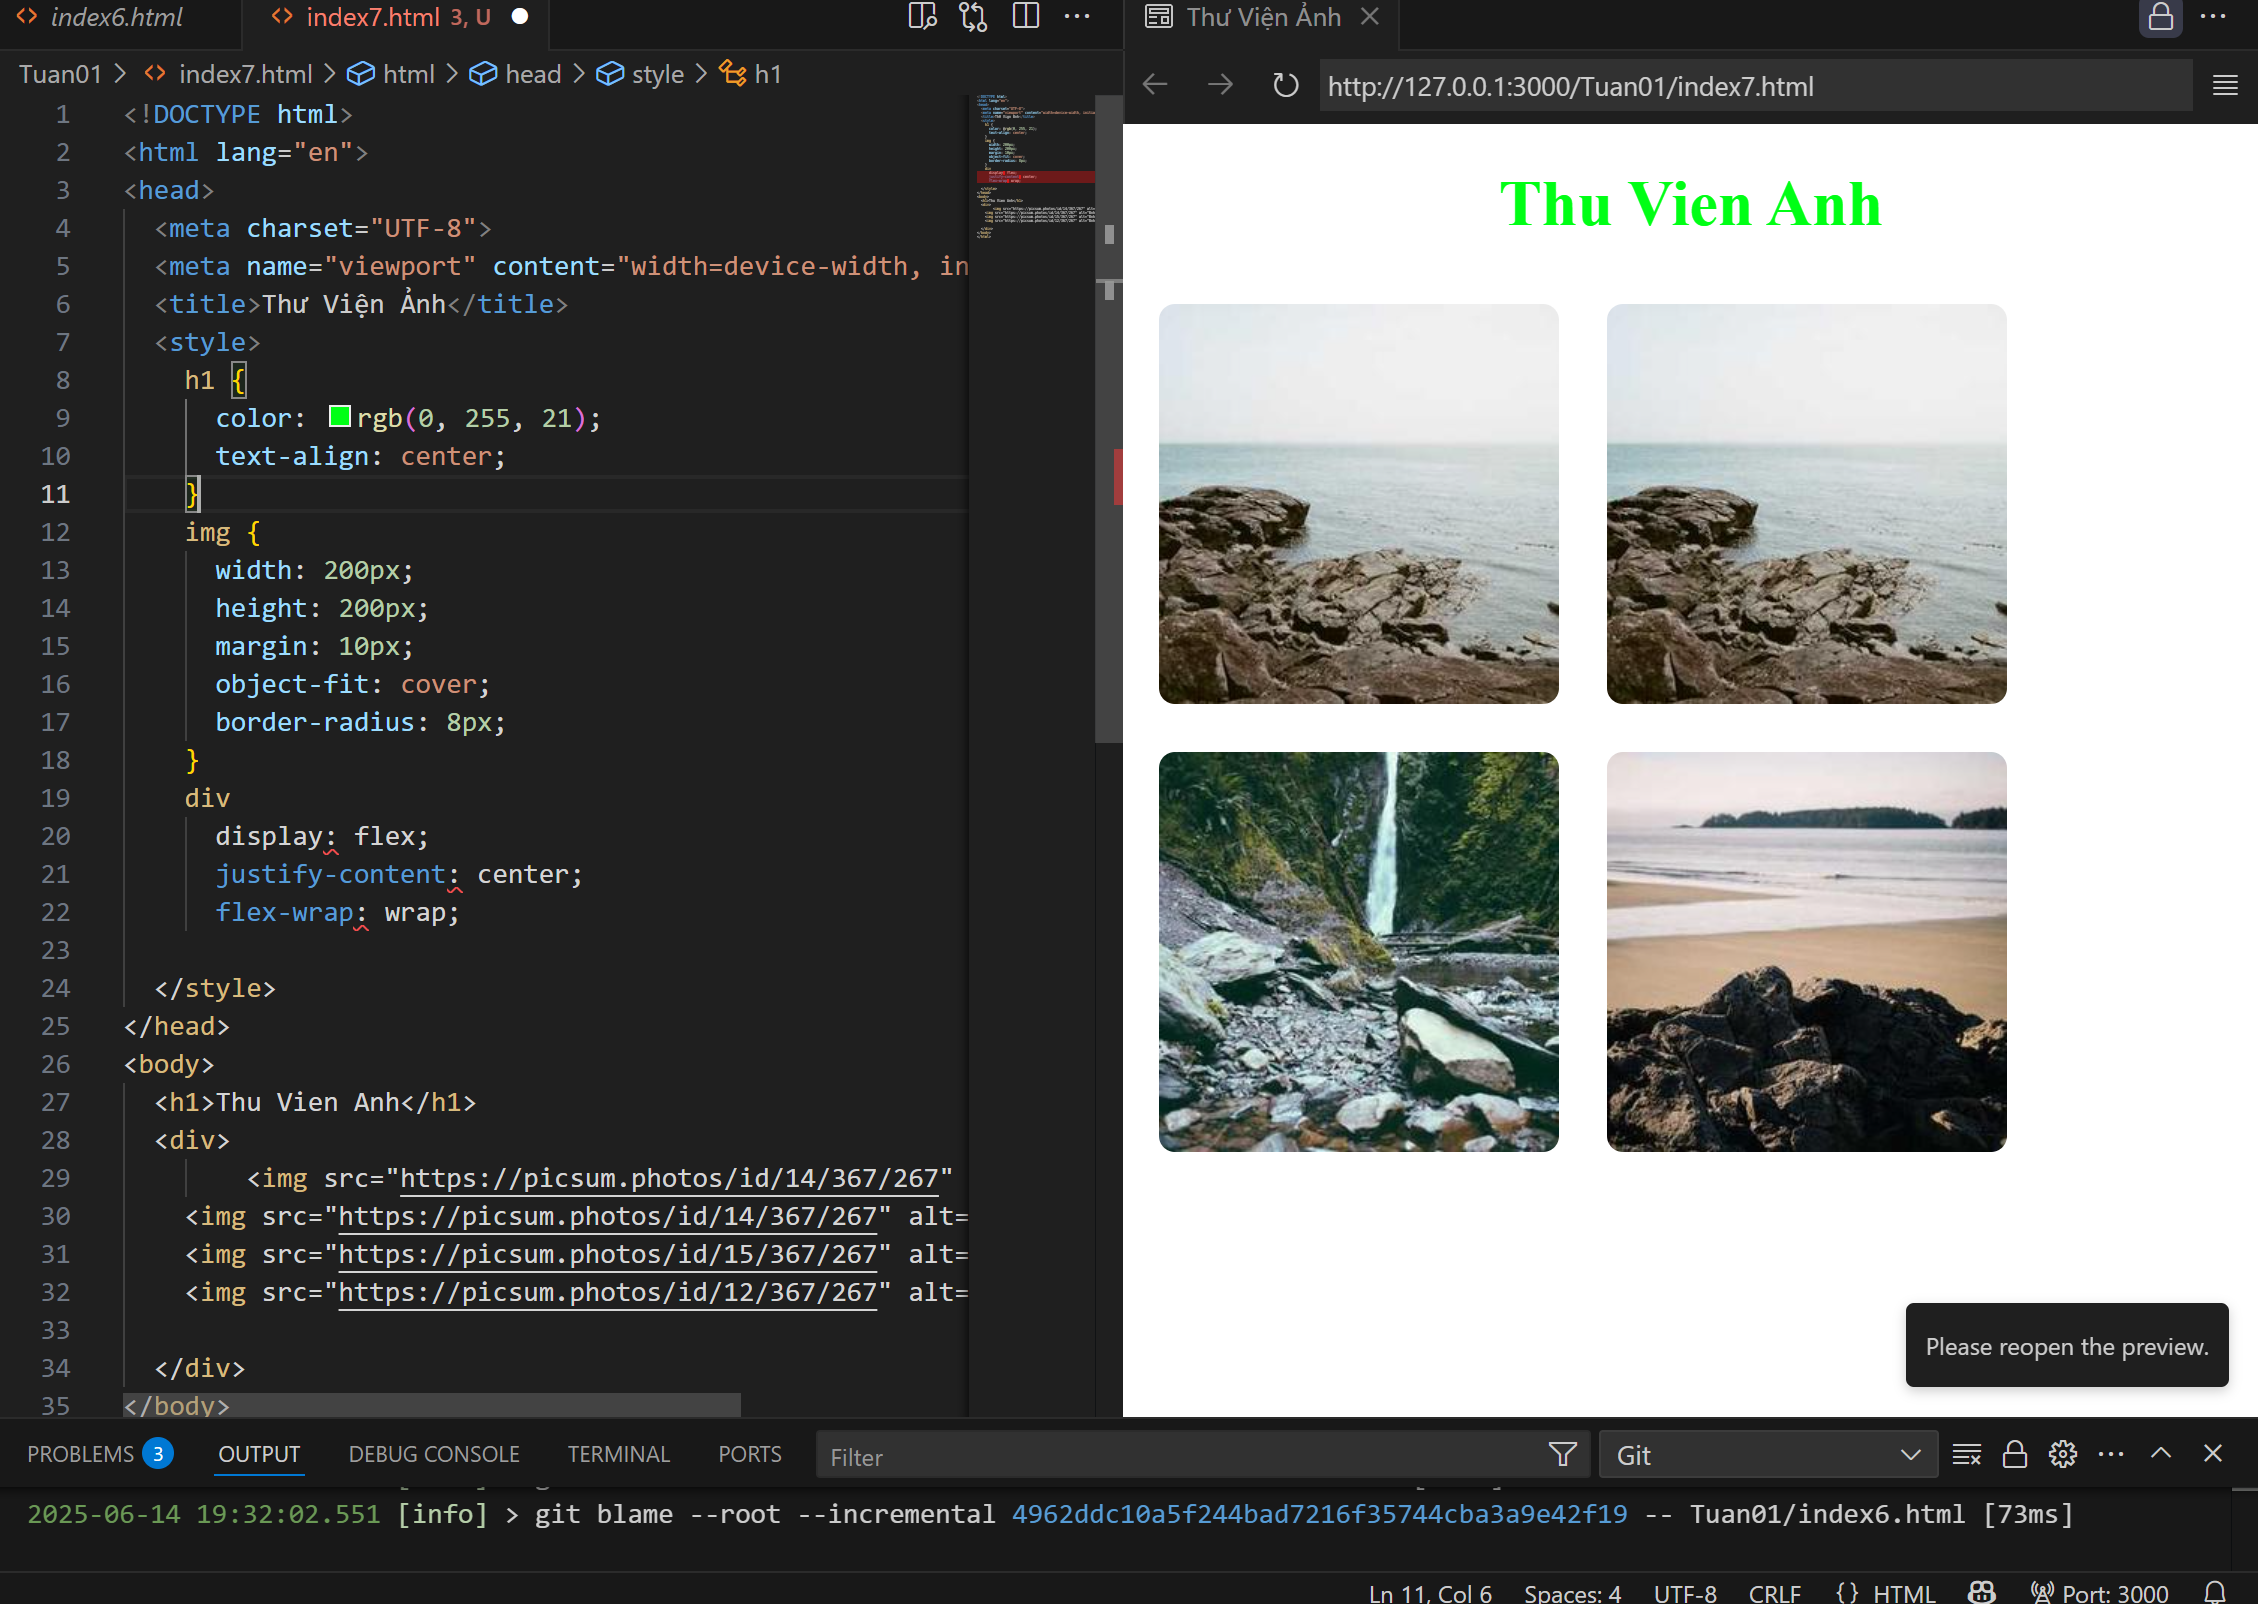 index6.html
index7.html 3, U
Thư Viện Ảnh
Tuan01 > index7.html > html > head > style > h1
http://127.0.0.1:3000/Tuan01/index7.html
1 <!DOCTYPE html>
2 <html lang="en">
3 <head>
4 <meta charset="UTF-8">
5 <meta name="viewport" content="width=device-width, in
6 <title>Thư Viện Ảnh</title>
7 <style>
8 h1 {
9 color: rgb(0, 255, 21);
10 text-align: center;
11 }
12 img {
13 width: 200px;
14 height: 200px;
15 margin: 10px;
16 object-fit: cover;
17 border-radius: 8px;
18 }
19 div
20 display: flex;
21 justify-content: center;
22 flex-wrap: wrap;
23
24 </style>
25 </head>
26 <body>
27 <h1>Thu Vien Anh</h1>
28 <div>
29 <img src="https://picsum.photos/id/14/367/267"
30 <img src="https://picsum.photos/id/14/367/267" alt=
31 <img src="https://picsum.photos/id/15/367/267" alt=
32 <img src="https://picsum.photos/id/12/367/267" alt=
33
34 </div>
35 </body>
Thu Vien Anh
Please reopen the preview.
PROBLEMS 3 OUTPUT DEBUG CONSOLE TERMINAL PORTS Filter Git
2025-06-14 19:32:02.551 [info] > git blame --root --incremental 4962ddc10a5f244bad7216f35744cba3a9e42f19 -- Tuan01/index6.html [73ms]
Ln 11, Col 6 Spaces: 4 UTF-8 CRLF {} HTML Port: 3000